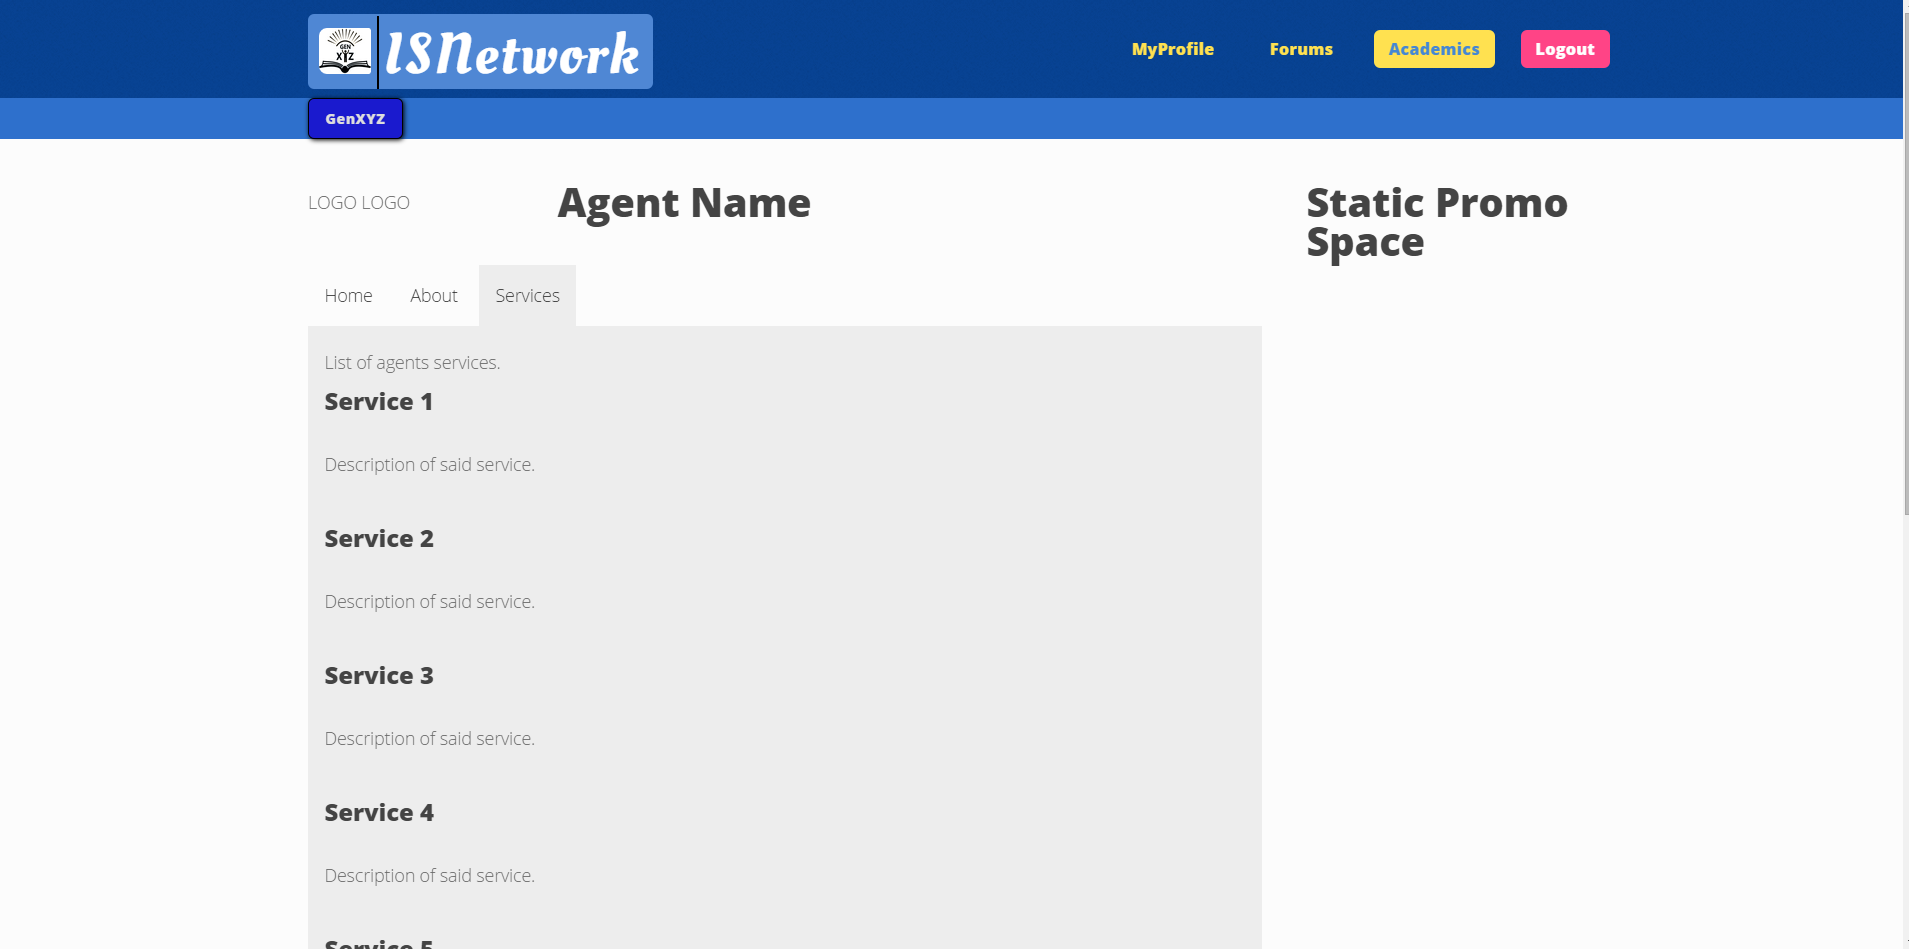 GEN
XYZ
ISNetwork
MyProfile
Forums
Academics
Logout
GenXYZ
LOGO LOGO
Agent Name
Static Promo
Space
Home
About
Services
List of agents services.
Service 1
Description of said service.
Service 2
Description of said service.
Service 3
Description of said service.
Service 4
Description of said service.
Service 5